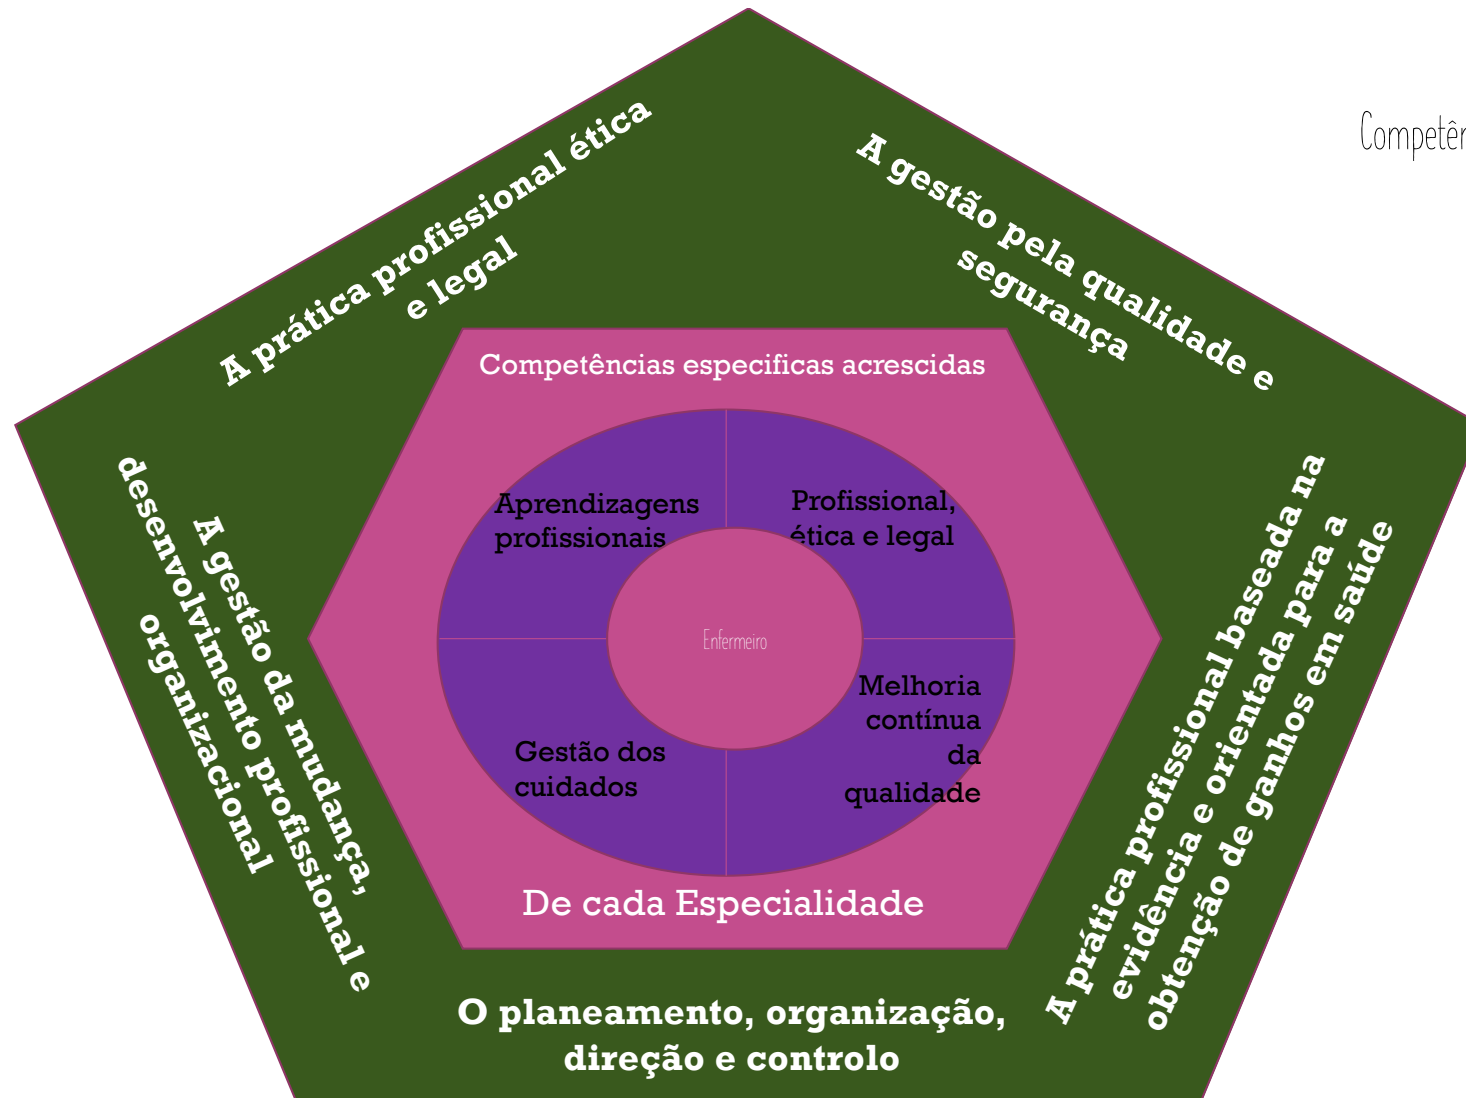 A prática profissional ética
e legal
A gestão pela qualidade e
segurança
Competências especificas acrescidas
Aprendizagens
profissionais
Profissional,
ética e legal
Enfermeiro
Gestão dos
cuidados
Melhoria
contínua
da
qualidade
De cada Especialidade
A gestão da mudança,
desenvolvimento profissional e
organizacional
A prática profissional baseada na
evidência e orientada para a
obtenção de ganhos em saúde
O planeamento, organização,
direção e controlo